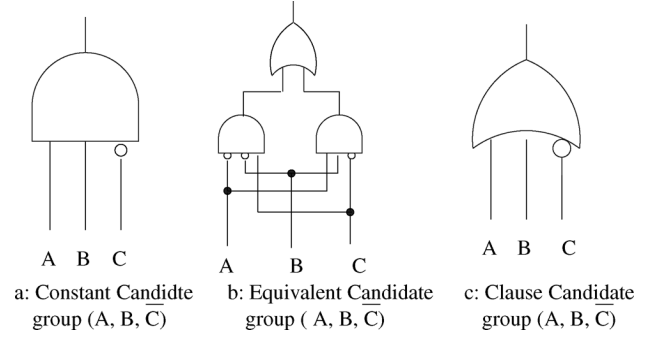 A B C
A B C
A B C
a: Constant Candidte
group (A, B, C̅)
b: Equivalent Candidate
group ( A, B, C̅)
c: Clause Candidate
group (A, B, C̅)